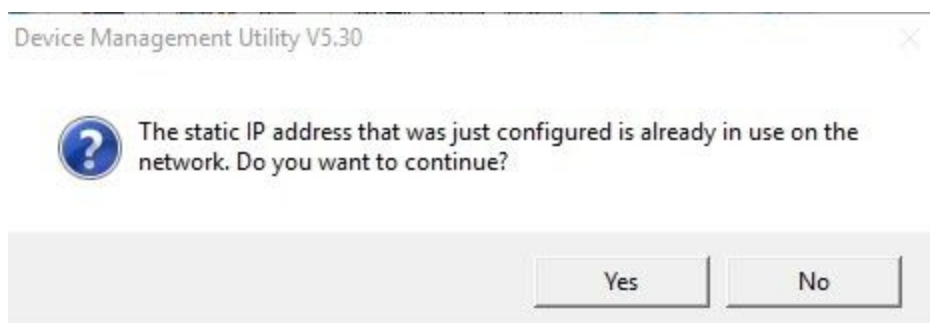 Device Management Utility V5.30
The static IP address that was just configured is already in use on the
network. Do you want to continue?
Yes
No